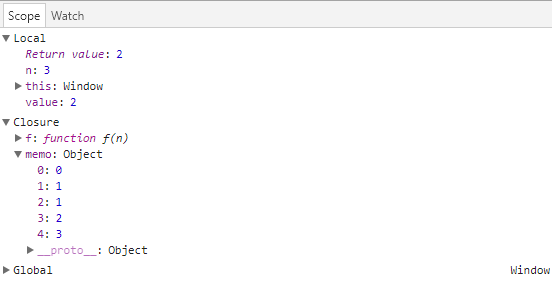 Scope Watch
Local
Return value: 2
n: 3
this: Window
value: 2
Closure
f: function f(n)
memo: Object
0: 0
1: 1
2: 1
3: 2
4: 3
__proto__: Object
Global Window